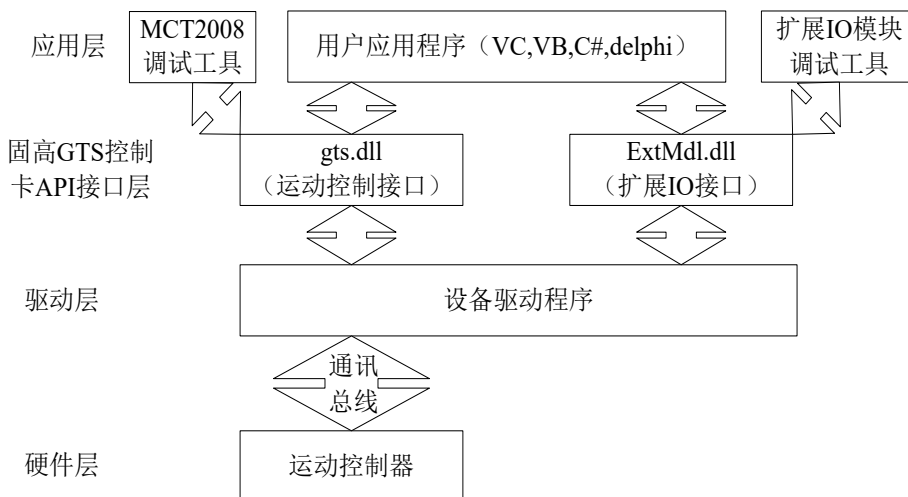 应用层
MCT2008
调试工具
用户应用程序（VC,VB,C#,delphi）
扩展IO模块
调试工具
固高GTS控制
卡API接口层
gts.dll
（运动控制接口）
ExtMdl.dll
（扩展IO接口）
驱动层
设备驱动程序
通讯
总线
硬件层
运动控制器